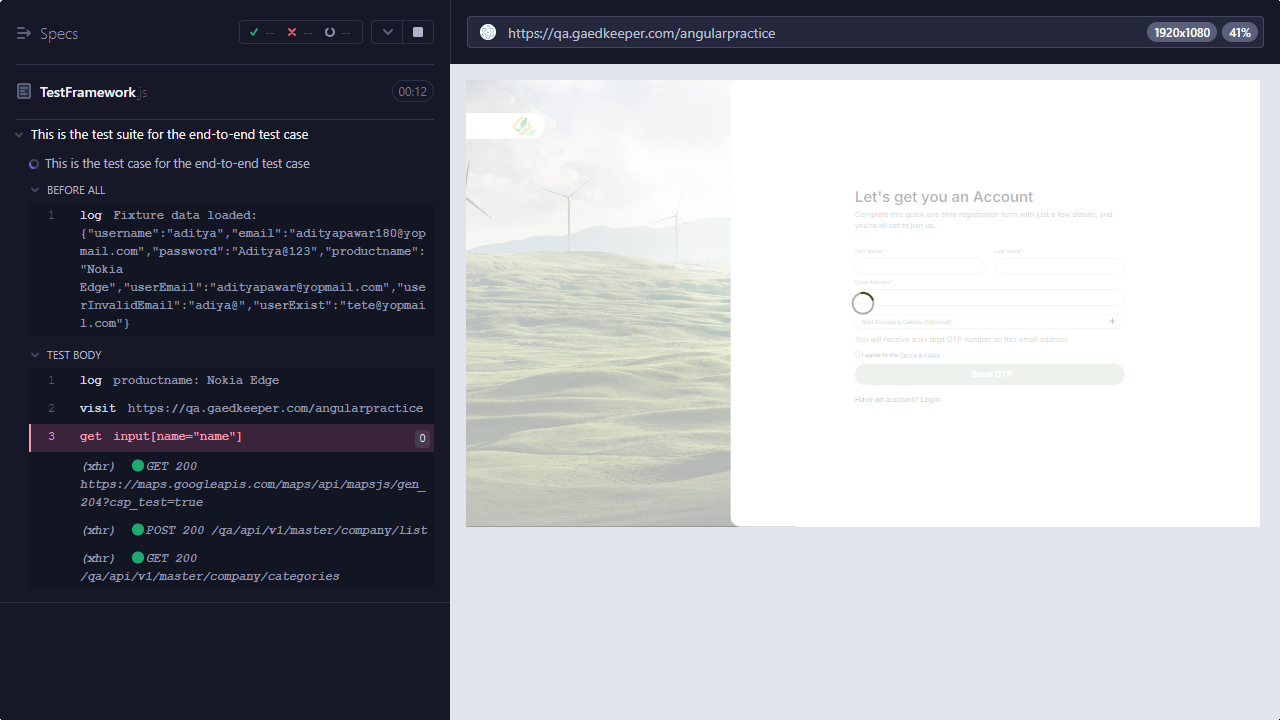 Specs
--
--
--
TestFramework.js
00:12
This is the test suite for the end-to-end test case
This is the test case for the end-to-end test case
BEFORE ALL
1 log Fixture data loaded:
{"username":"aditya","email":"adityapawar180@yop
mail.com","password":"Aditya@123","productname":
"Nokia
Edge","userEmail":"adityapawar@yopmail.com","use
rInvalidEmail":"adiya@","userExist":"tete@yopmai
l.com"}
TEST BODY
1 log productname: Nokia Edge
2 visit https://qa.gaedkeeper.com/angularpractice
3 get input[name="name"] 0
(xhr) GET 200
https://maps.googleapis.com/maps/api/mapsjs/gen_
204?csp_test=true
(xhr) POST 200 /qa/api/v1/master/company/list
(xhr) GET 200
/qa/api/v1/master/company/categories
https://qa.gaedkeeper.com/angularpractice
1920x1080
41%
Let's get you an Account
Complete this quick one time registration form with just a few details, and
you're all set to join us.
First Name*
Last Name*
Email Address*
Add Company Details (Optional) +
You will receive a six digit OTP number on this email address
I agree to the Terms & Policy
Send OTP
Have an account? Login